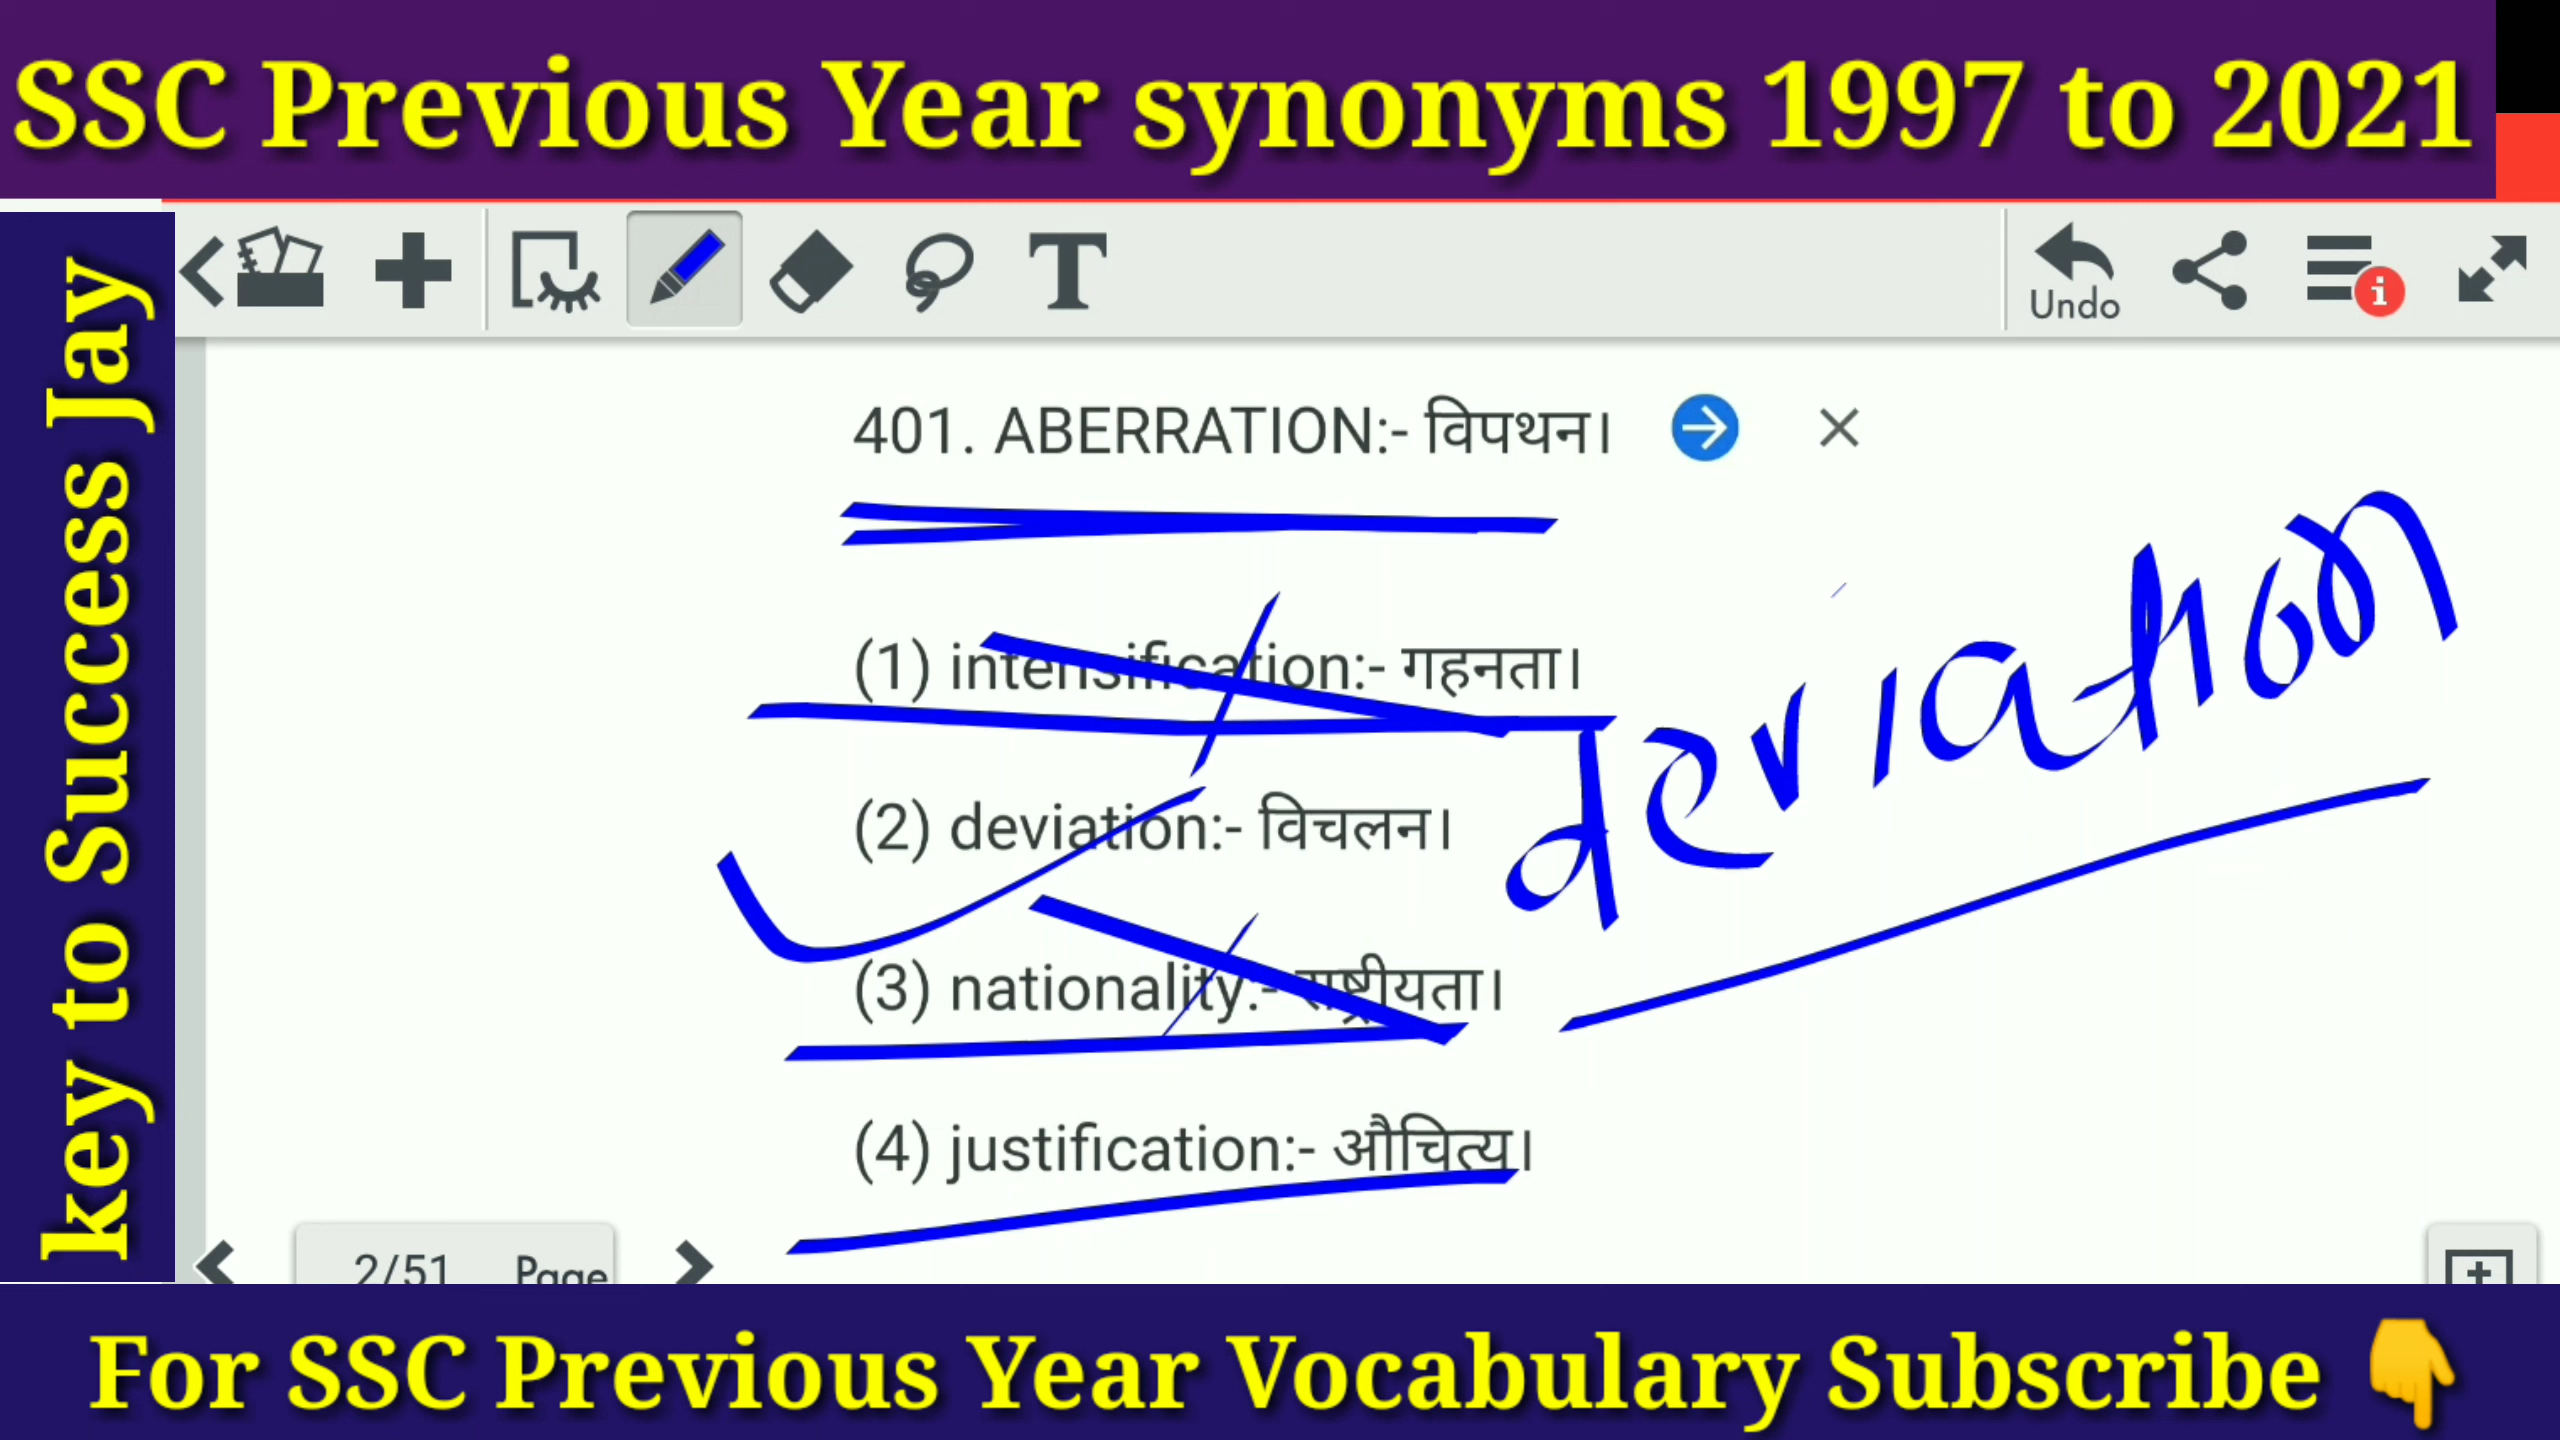 SSC Previous Year synonyms 1997 to 2021
key to Success Jay
T
Undo
i
401. ABERRATION:- विपथन।
(1) intensification:- गहनता।
(2) deviation:- विचलन।
deviation
(3) nationality:- राष्ट्रीयता।
(4) justification:- औचित्य।
2/51 Page
For SSC Previous Year Vocabulary Subscribe